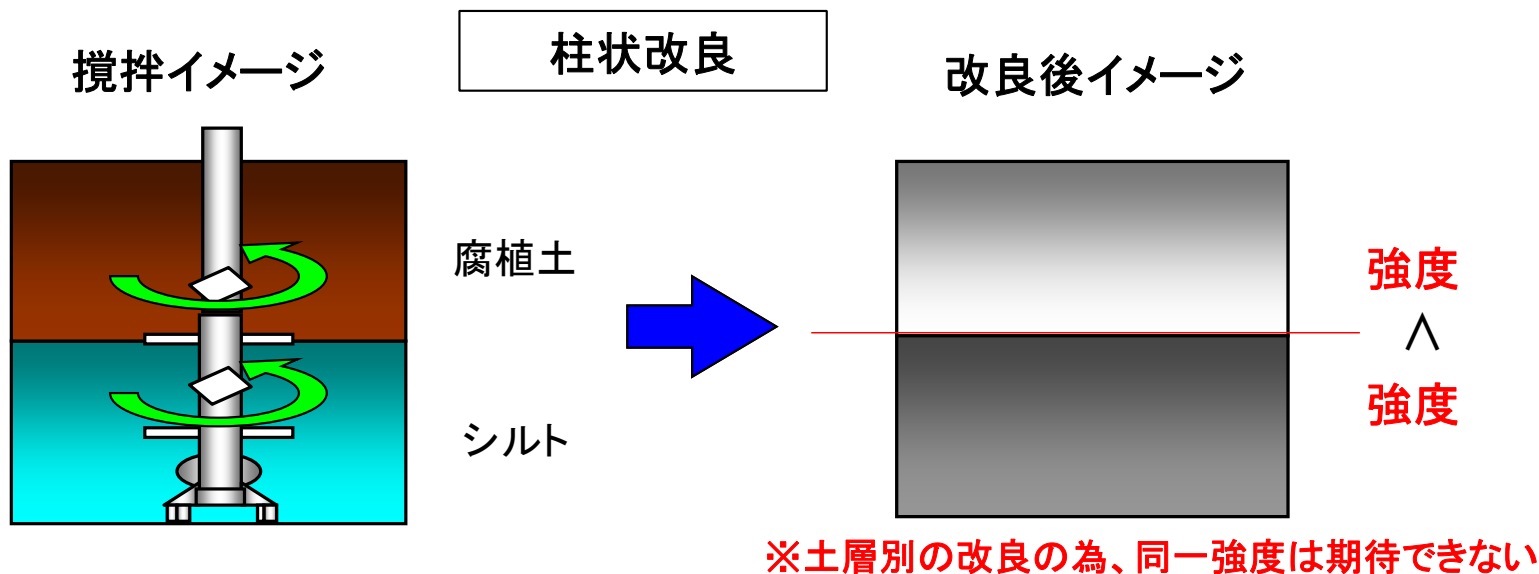 柱状改良
撹拌イメージ
改良後イメージ
腐植土
シルト
強度
＜
強度
※土層別の改良の為、同一強度は期待できない